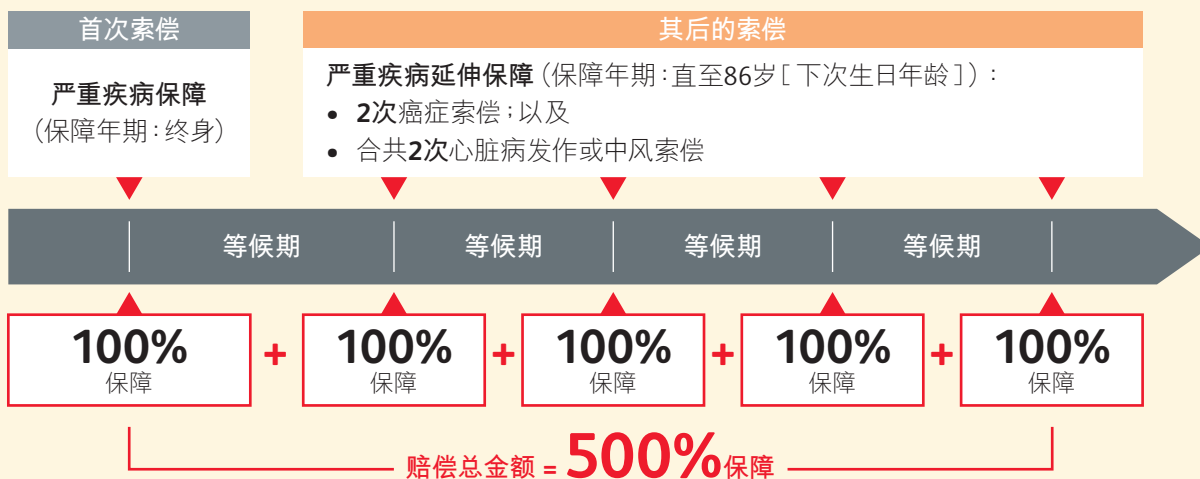 首次索偿
严重疾病保障
(保障年期:终身)
其后的索偿
严重疾病延伸保障(保障年期:直至86岁[下次生日年龄]):
• 2次癌症索偿;以及
• 合共2次心脏病发作或中风索偿
等候期 等候期 等候期 等候期
100% + 100% + 100% + 100% + 100%
保障 保障 保障 保障 保障
赔偿总金额 = 500%保障